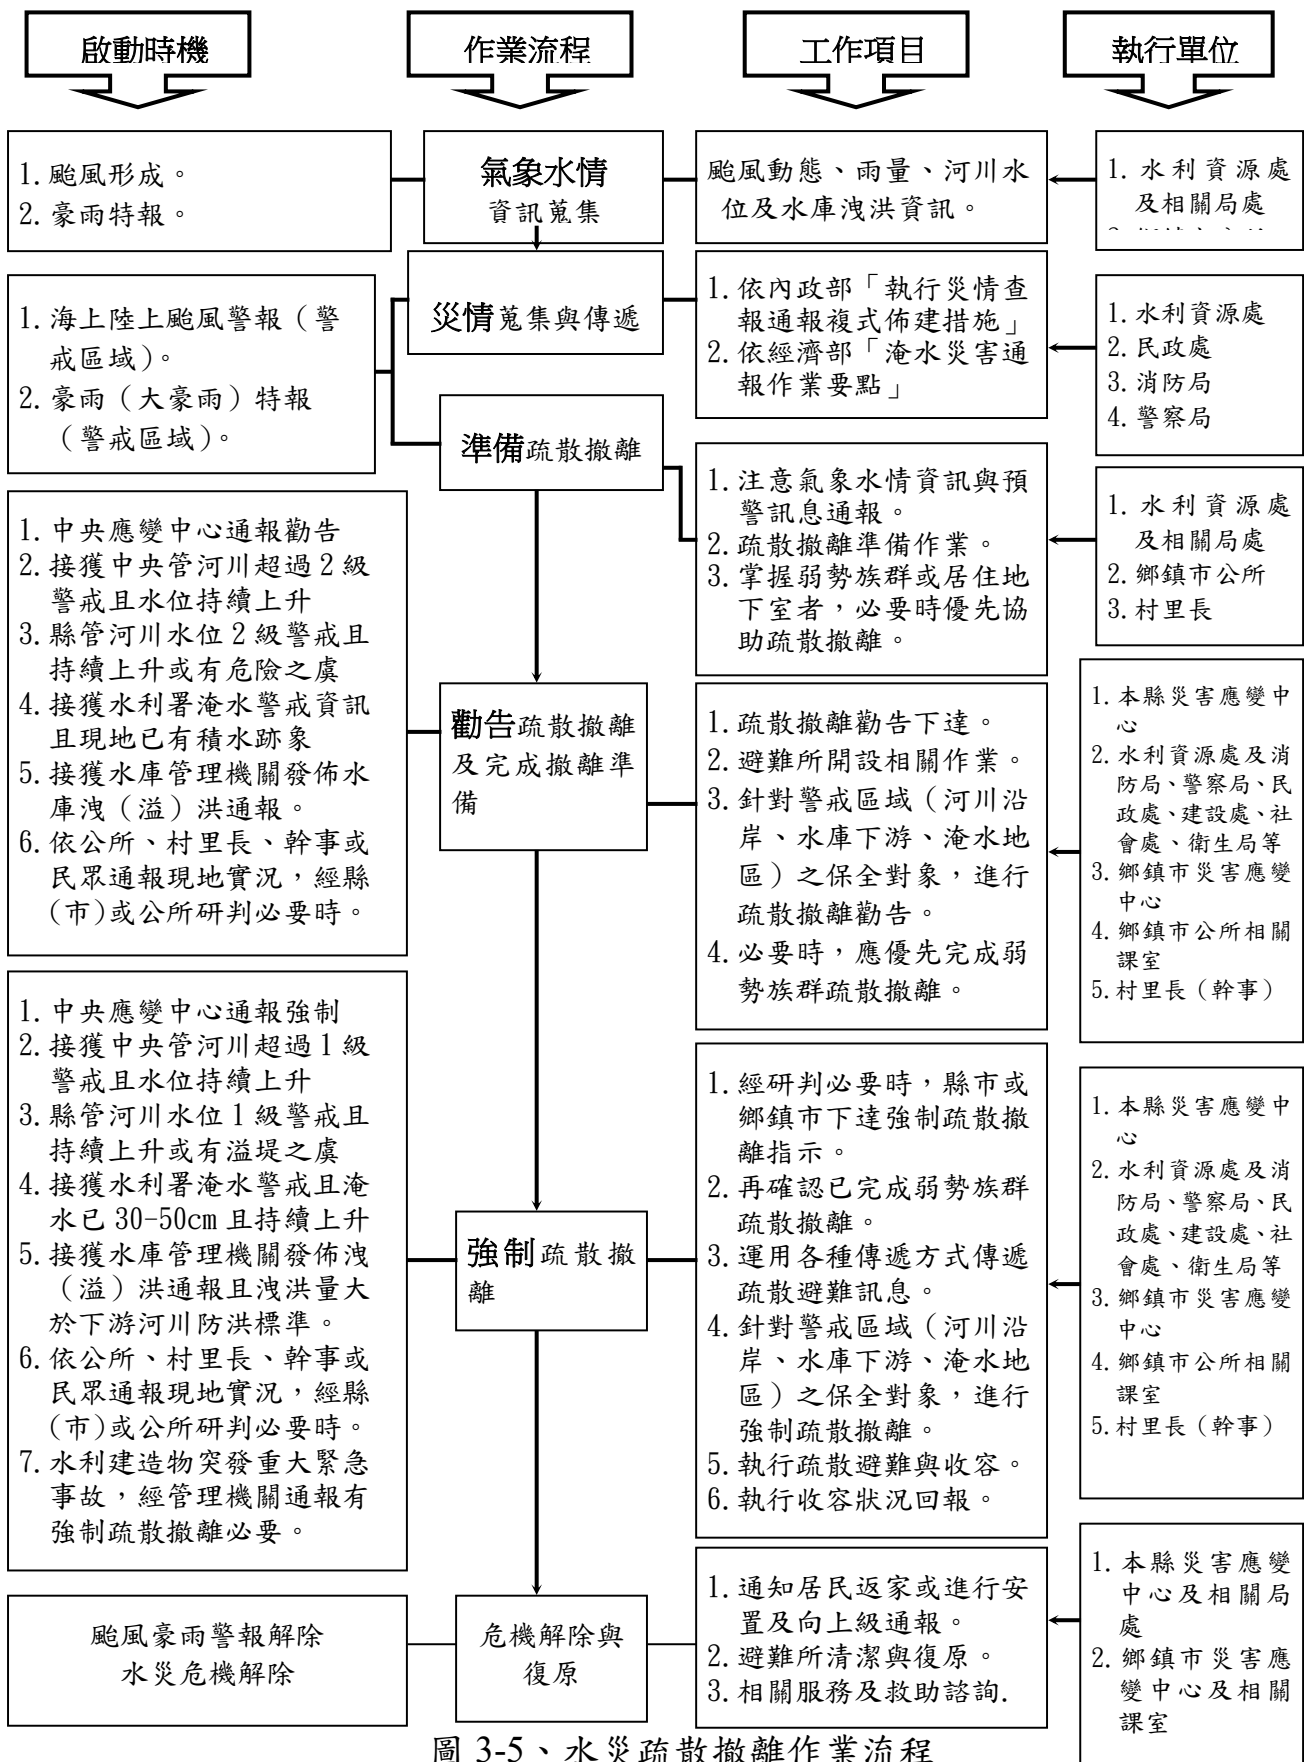 啟動時機
作業流程
工作項目
執行單位
1.颱風形成。
2.豪雨特報。
氣象水情
資訊蒐集
颱風動態、雨量、河川水
位及水庫洩洪資訊。
1.水利資源處
及相關局處
1.海上陸上颱風警報（警
戒區域）。
2.豪雨（大豪雨）特報
（警戒區域）。
災情蒐集與傳遞
準備疏散撤離
1.依內政部「執行災情查
報通報複式佈建措施」
2.依經濟部「淹水災害通
報作業要點」
1.水利資源處
2.民政處
3.消防局
4.警察局
1.注意氣象水情資訊與預
警訊息通報。
2.疏散撤離準備作業。
3.掌握弱勢族群或居住地
下室者，必要時優先協
助疏散撤離。
1.水利資源處
及相關局處
2.鄉鎮市公所
3.村里長
1.中央應變中心通報勸告
2.接獲中央管河川超過2級
警戒且水位持續上升
3.縣管河川水位2級警戒且
持續上升或有危險之虞
4.接獲水利署淹水警戒資訊
且現地已有積水跡象
5.接獲水庫管理機關發佈水
庫洩（溢）洪通報。
6.依公所、村里長、幹事或
民眾通報現地實況，經縣
(市)或公所研判必要時。
勸告疏散撤離
及完成撤離準
備
1.疏散撤離勸告下達。
2.避難所開設相關作業。
3.針對警戒區域（河川沿
岸、水庫下游、淹水地
區）之保全對象，進行
疏散撤離勸告。
4.必要時，應優先完成弱
勢族群疏散撤離。
1.本縣災害應變中
心
2.水利資源處及消
防局、警察局、民
政處、建設處、社
會處、衛生局等
3.鄉鎮市災害應變
中心
4.鄉鎮市公所相關
課室
5.村里長（幹事）
1.中央應變中心通報強制
2.接獲中央管河川超過1級
警戒且水位持續上升
3.縣管河川水位1級警戒且
持續上升或有溢堤之虞
4.接獲水利署淹水警戒且淹
水已30-50cm且持續上升
5.接獲水庫管理機關發佈洩
（溢）洪通報且洩洪量大
於下游河川防洪標準。
6.依公所、村里長、幹事或
民眾通報現地實況，經縣
(市)或公所研判必要時。
7.水利建造物突發重大緊急
事故，經管理機關通報有
強制疏散撤離必要。
強制疏散撤
離
1.經研判必要時，縣市或
鄉鎮市下達強制疏散撤
離指示。
2.再確認已完成弱勢族群
疏散撤離。
3.運用各種傳遞方式傳遞
疏散避難訊息。
4.針對警戒區域（河川沿
岸、水庫下游、淹水地
區）之保全對象，進行
強制疏散撤離。
5.執行疏散避難與收容。
6.執行收容狀況回報。
1.本縣災害應變中
心
2.水利資源處及消
防局、警察局、民
政處、建設處、社
會處、衛生局等
3.鄉鎮市災害應變
中心
4.鄉鎮市公所相關
課室
5.村里長（幹事）
颱風豪雨警報解除
水災危機解除
危機解除與
復原
1.通知居民返家或進行安
置及向上級通報。
2.避難所清潔與復原。
3.相關服務及救助諮詢.
1.本縣災害應變
中心及相關局
處
2.鄉鎮市災害應
變中心及相關
課室
圖 3-5、水災疏散撤離作業流程